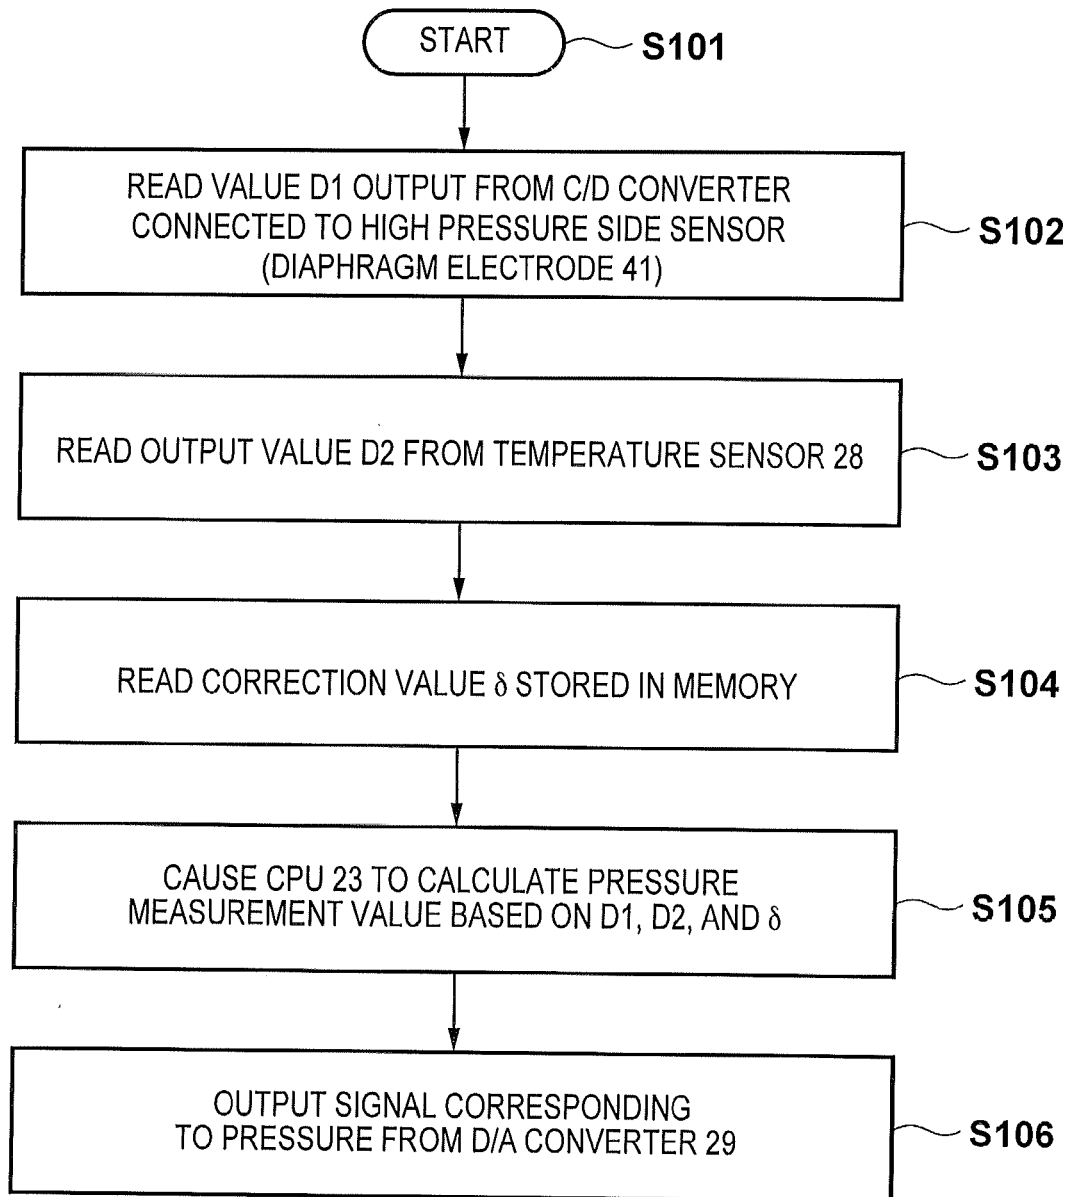 START
S101
READ VALUE D1 OUTPUT FROM C/D CONVERTER
CONNECTED TO HIGH PRESSURE SIDE SENSOR
(DIAPHRAGM ELECTRODE 41)
S102
READ OUTPUT VALUE D2 FROM TEMPERATURE SENSOR 28
S103
READ CORRECTION VALUE δ STORED IN MEMORY
S104
CAUSE CPU 23 TO CALCULATE PRESSURE
MEASUREMENT VALUE BASED ON D1, D2, AND δ
S105
OUTPUT SIGNAL CORRESPONDING
TO PRESSURE FROM D/A CONVERTER 29
S106